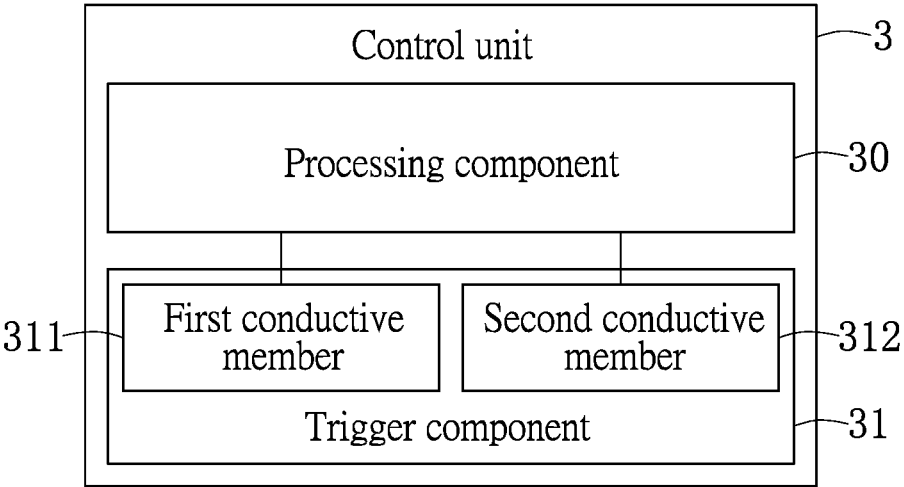 Control unit
3
Processing component
30
311
First conductive
member
Second conductive
member
312
Trigger component
31